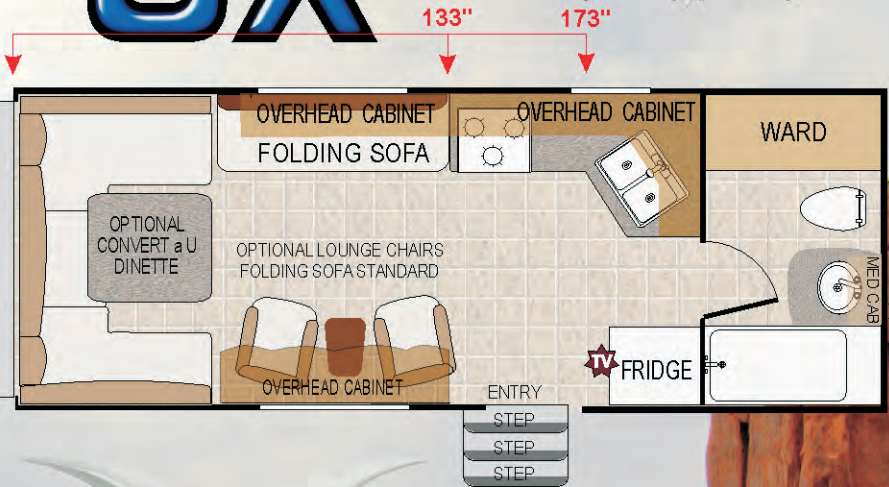 133"
173"
OVERHEAD CABINET
OVERHEAD CABINET
FOLDING SOFA
WARD
OPTIONAL
CONVERT a U
DINETTE
OPTIONAL LOUNGE CHAIRS
FOLDING SOFA STANDARD
MED CAB
TV
FRIDGE
OVERHEAD CABINET
ENTRY
STEP
STEP
STEP